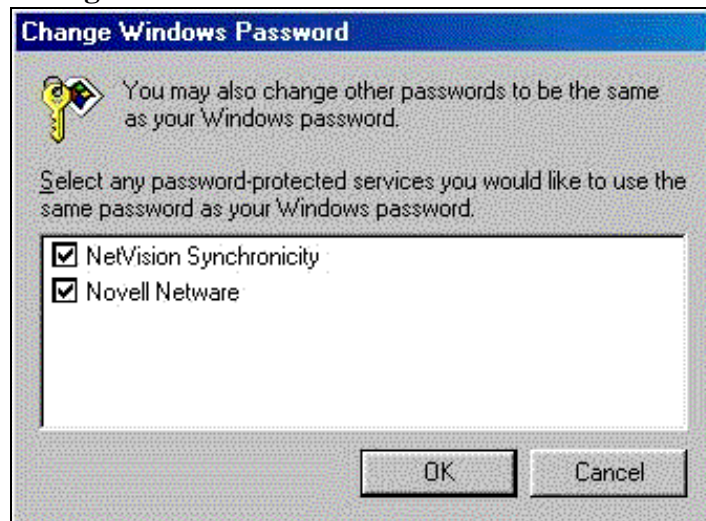 Change Windows Password
You may also change other passwords to be the same
as your Windows password.
Select any password-protected services you would like to use the
same password as your Windows password.
NetVision Synchronicity
Novell Netware
OK Cancel